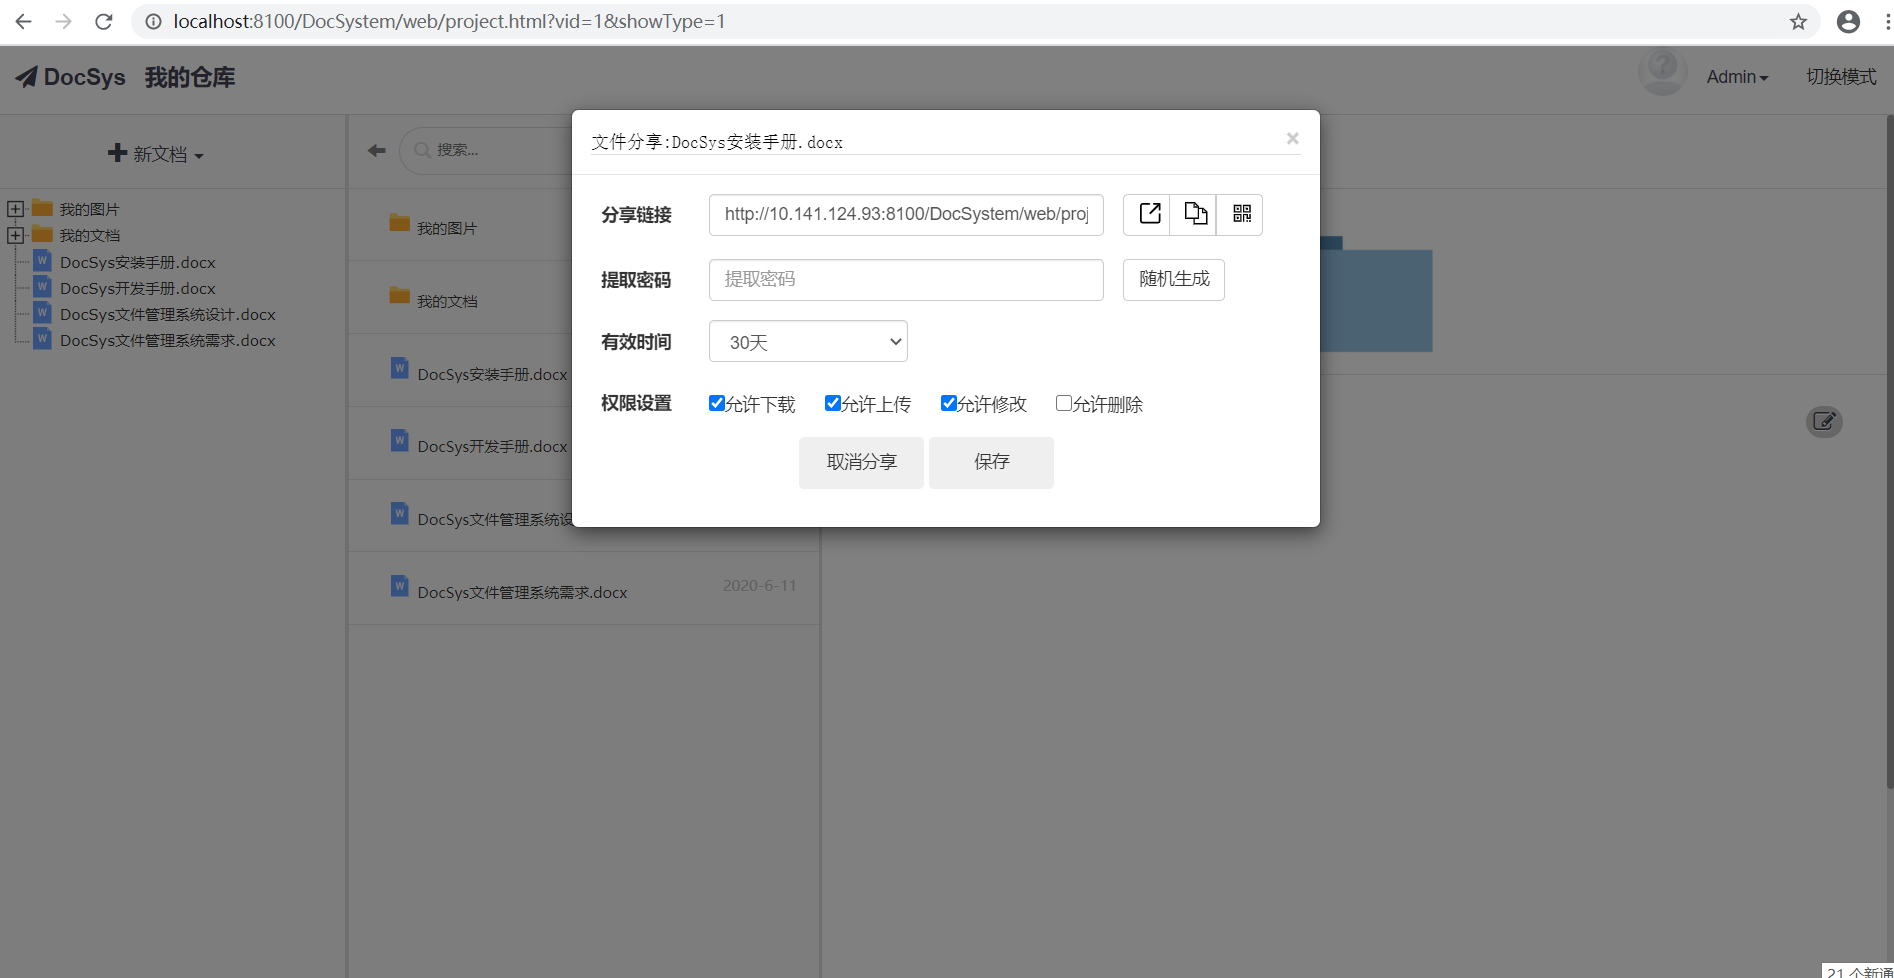 localhost:8100/DocSystem/web/project.html?vid=1&showType=1
DocSys 我的仓库
Admin
切换模式
新文档
搜索...
我的图片
我的文档
DocSys安装手册.docx
DocSys开发手册.docx
DocSys文件管理系统设计.docx
DocSys文件管理系统需求.docx
我的图片
我的文档
DocSys安装手册.docx
DocSys开发手册.docx
DocSys文件管理系统设
DocSys文件管理系统需求.docx
2020-6-11
文件分享:DocSys安装手册.docx
×
分享链接
http://10.141.124.93:8100/DocSystem/web/proj
提取密码
提取密码
随机生成
有效时间
30天
权限设置
允许下载
允许上传
允许修改
允许删除
取消分享
保存
21 个新通